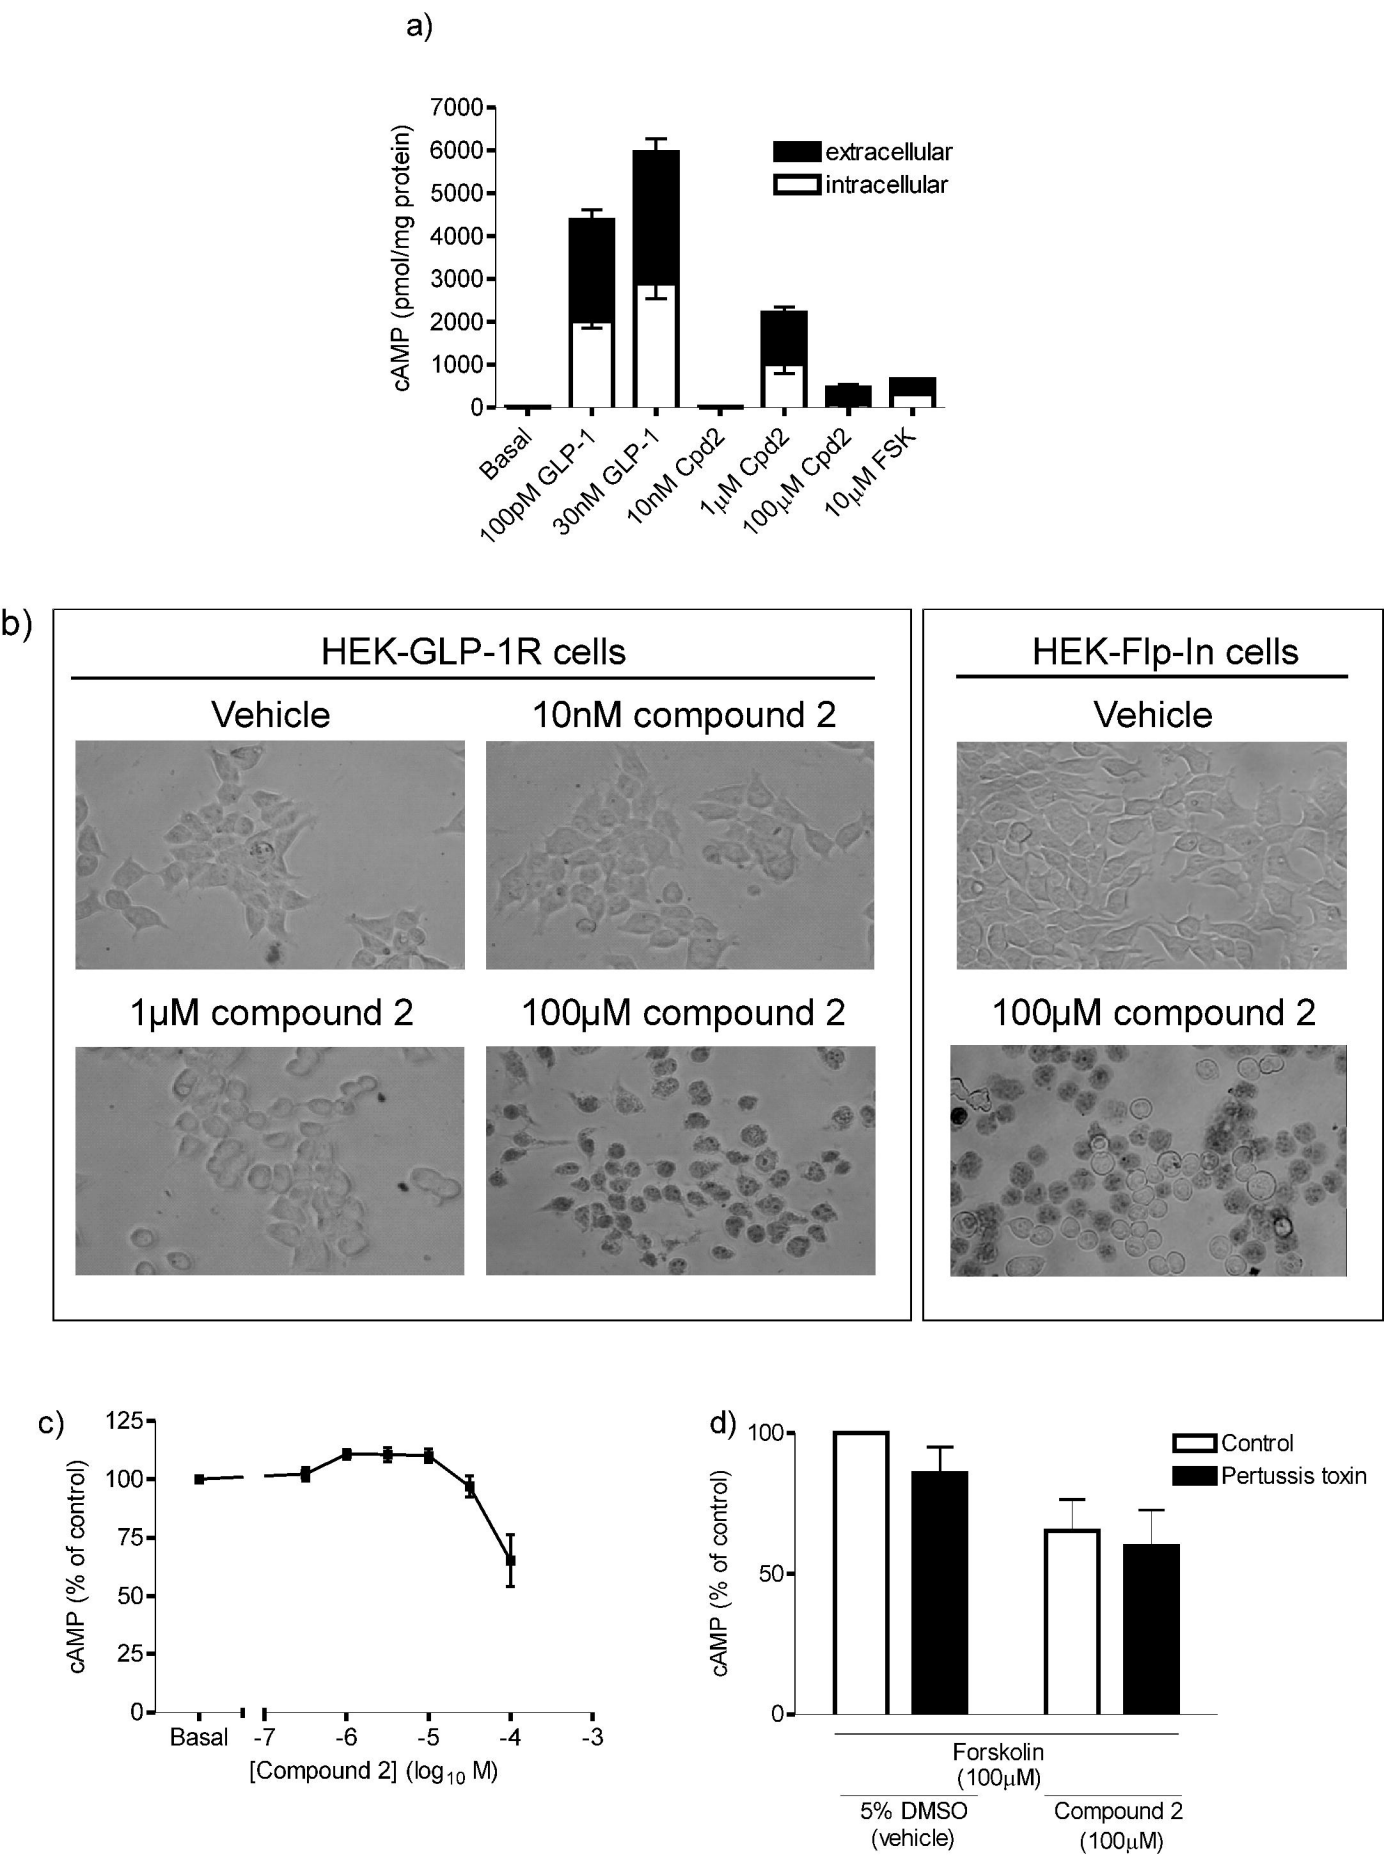 a)
cAMP (pmol/mg protein)
7000
6000
5000
4000
3000
2000
1000
0
extracellular
intracellular
Basal
100pM GLP-1
30nM GLP-1
10nM Cpd2
1µM Cpd2
100µM Cpd2
10µM FSK
b)
HEK-GLP-1R cells
HEK-Flp-In cells
Vehicle
10nM compound 2
Vehicle
1µM compound 2
100µM compound 2
100µM compound 2
c)
cAMP (% of control)
125
100
75
50
25
0
Basal -7 -6 -5 -4 -3
[Compound 2] (log10 M)
d)
cAMP (% of control)
100
50
0
Control
Pertussis toxin
Forskolin
(100µM)
5% DMSO
(vehicle)
Compound 2
(100µM)